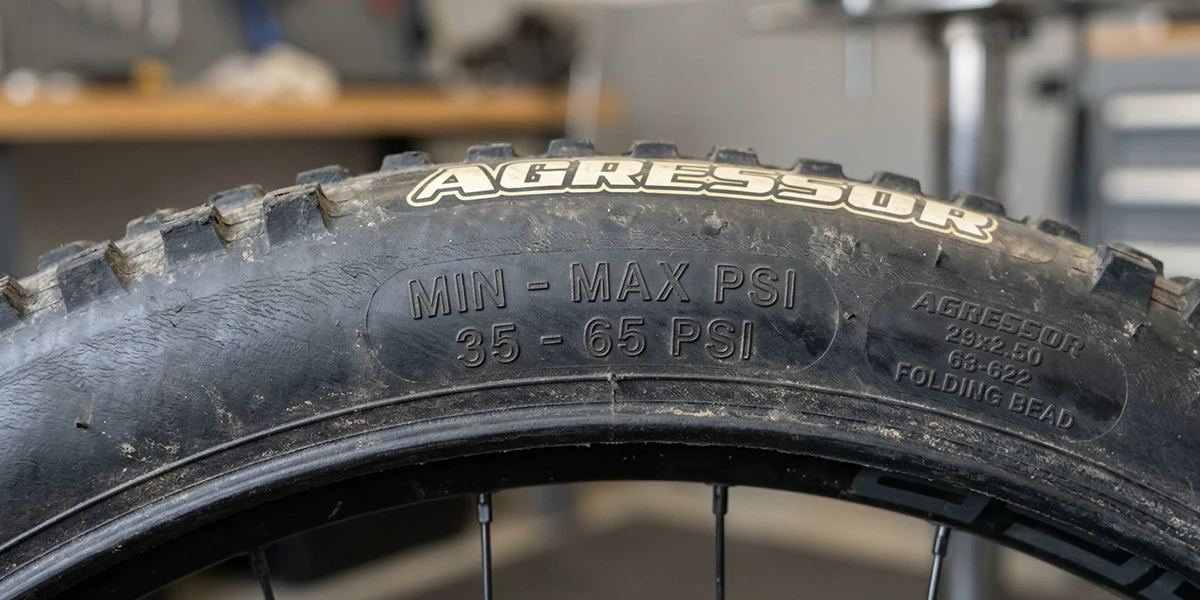 AGRESSOR
MIN - MAX PSI
35 - 65 PSI
AGRESSOR
29x2.50
63-622
FOLDING BEAD